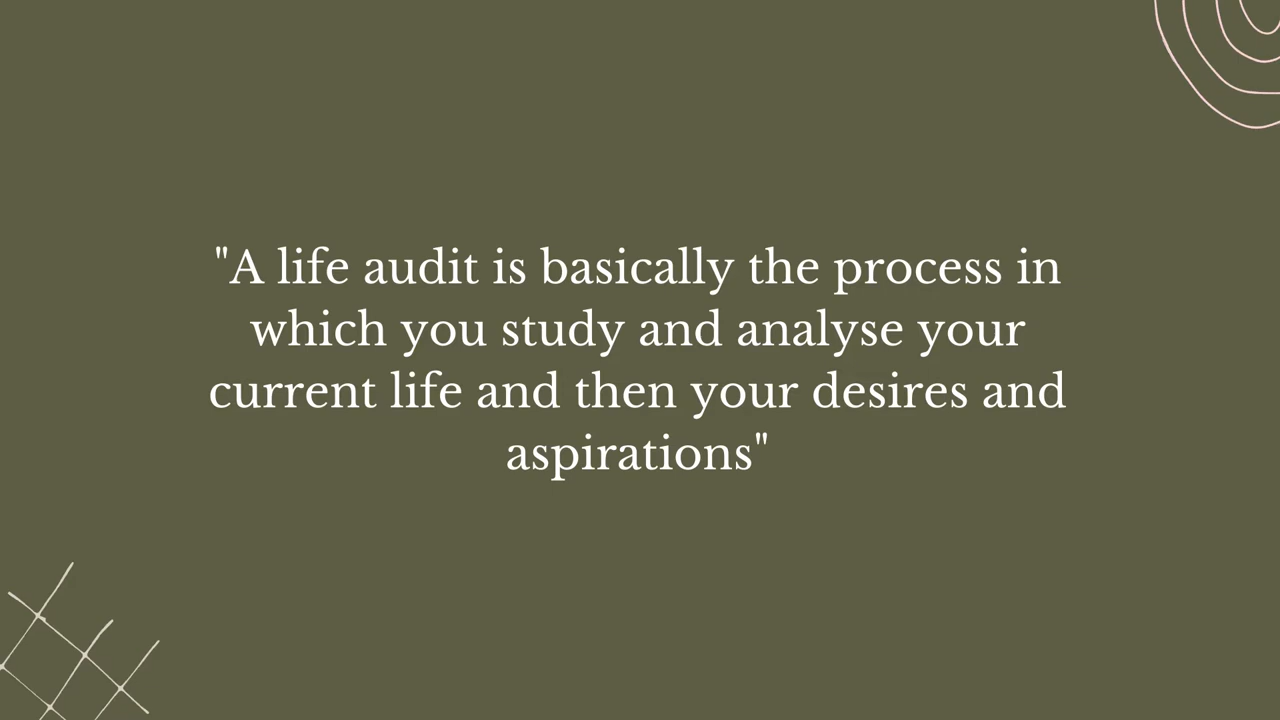 "A life audit is basically the process in
which you study and analyse your
current life and then your desires and
aspirations"